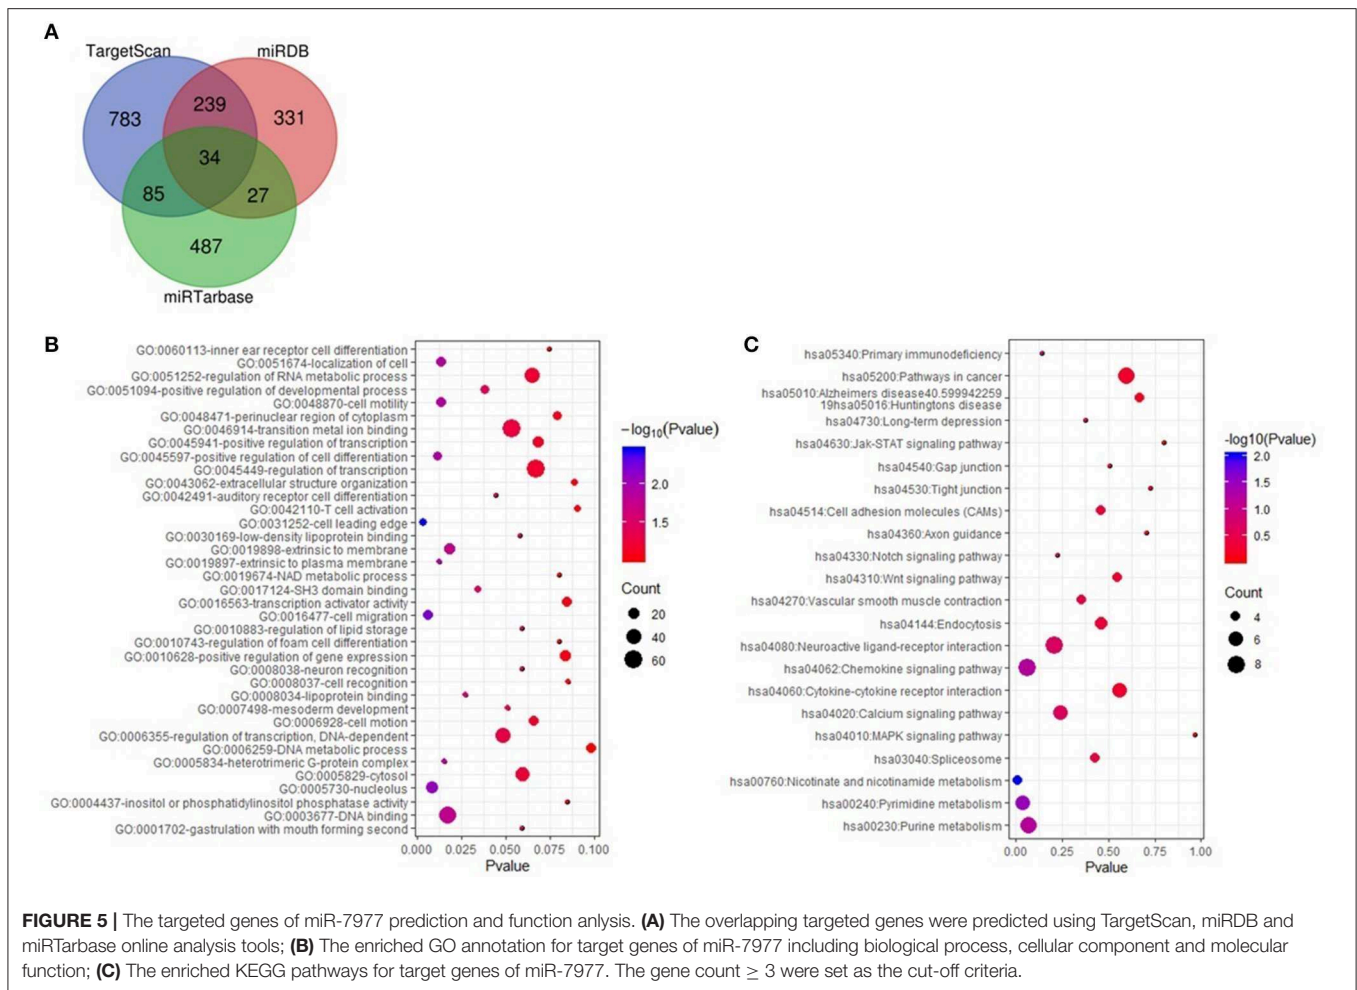 A
TargetScan
miRDB
783
239
331
34
85
27
487
miRTarbase
B
GO:0060113-inner ear receptor cell differentiation
GO:0051674-localization of cell
GO:0051252-regulation of RNA metabolic process
GO:0051094-positive regulation of developmental process
GO:0048870-cell motility
GO:0048471-perinuclear region of cytoplasm
GO:0046914-transition metal ion binding
GO:0045941-positive regulation of transcription
GO:0045597-positive regulation of cell differentiation
GO:0045449-regulation of transcription
GO:0043062-extracellular structure organization
GO:0042491-auditory receptor cell differentiation
GO:0042110-T cell activation
GO:0031252-cell leading edge
GO:0030169-low-density lipoprotein binding
GO:0019898-extrinsic to membrane
GO:0019897-extrinsic to plasma membrane
GO:0019674-NAD metabolic process
GO:0017124-SH3 domain binding
GO:0016563-transcription activator activity
GO:0016477-cell migration
GO:0010883-regulation of lipid storage
GO:0010743-regulation of foam cell differentiation
GO:0010628-positive regulation of gene expression
GO:0008038-neuron recognition
GO:0008037-cell recognition
GO:0008034-lipoprotein binding
GO:0007498-mesoderm development
GO:0006928-cell motion
GO:0006355-regulation of transcription, DNA-dependent
GO:0006259-DNA metabolic process
GO:0005834-heterotrimeric G-protein complex
GO:0005829-cytosol
GO:0005730-nucleolus
GO:0004437-inositol or phosphatidylinositol phosphatase activity
GO:0003677-DNA binding
GO:0001702-gastrulation with mouth forming second
0.000 0.025 0.050 0.075 0.100
Pvalue
−log10(Pvalue)
2.0
1.5
Count
20
40
60
C
hsa05340:Primary immunodeficiency
hsa05200:Pathways in cancer
hsa05010:Alzheimers disease40.599942259
19hsa05016:Huntingtons disease
hsa04730:Long-term depression
hsa04630:Jak-STAT signaling pathway
hsa04540:Gap junction
hsa04530:Tight junction
hsa04514:Cell adhesion molecules (CAMs)
hsa04360:Axon guidance
hsa04330:Notch signaling pathway
hsa04310:Wnt signaling pathway
hsa04270:Vascular smooth muscle contraction
hsa04144:Endocytosis
hsa04080:Neuroactive ligand-receptor interaction
hsa04062:Chemokine signaling pathway
hsa04060:Cytokine-cytokine receptor interaction
hsa04020:Calcium signaling pathway
hsa04010:MAPK signaling pathway
hsa03040:Spliceosome
hsa00760:Nicotinate and nicotinamide metabolism
hsa00240:Pyrimidine metabolism
hsa00230:Purine metabolism
0.00 0.25 0.50 0.75 1.00
Pvalue
-log10(Pvalue)
2.0
1.5
1.0
0.5
Count
4
6
8
FIGURE 5 | The targeted genes of miR-7977 prediction and function anlysis. (A) The overlapping targeted genes were predicted using TargetScan, miRDB and
miRTarbase online analysis tools; (B) The enriched GO annotation for target genes of miR-7977 including biological process, cellular component and molecular
function; (C) The enriched KEGG pathways for target genes of miR-7977. The gene count ≥ 3 were set as the cut-off criteria.